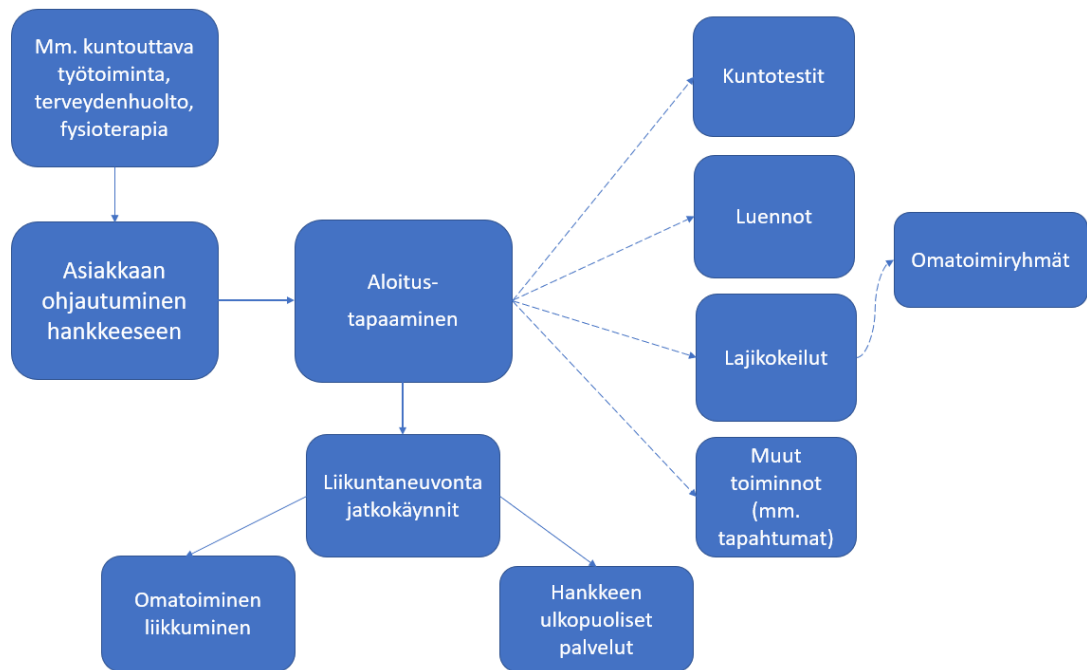 Mm. kuntouttava
työtoiminta,
terveydenhuolto,
fysioterapia
Asiakkaan
ohjautuminen
hankkeeseen
Aloitus-
tapaaminen
Kuntotestit
Luennot
Lajikokeilut
Omatoimiryhmät
Muut
toiminnot
(mm.
tapahtumat)
Liikuntaneuvonta
jatkokäynnit
Omatoiminen
liikkuminen
Hankkeen
ulkopuoliset
palvelut